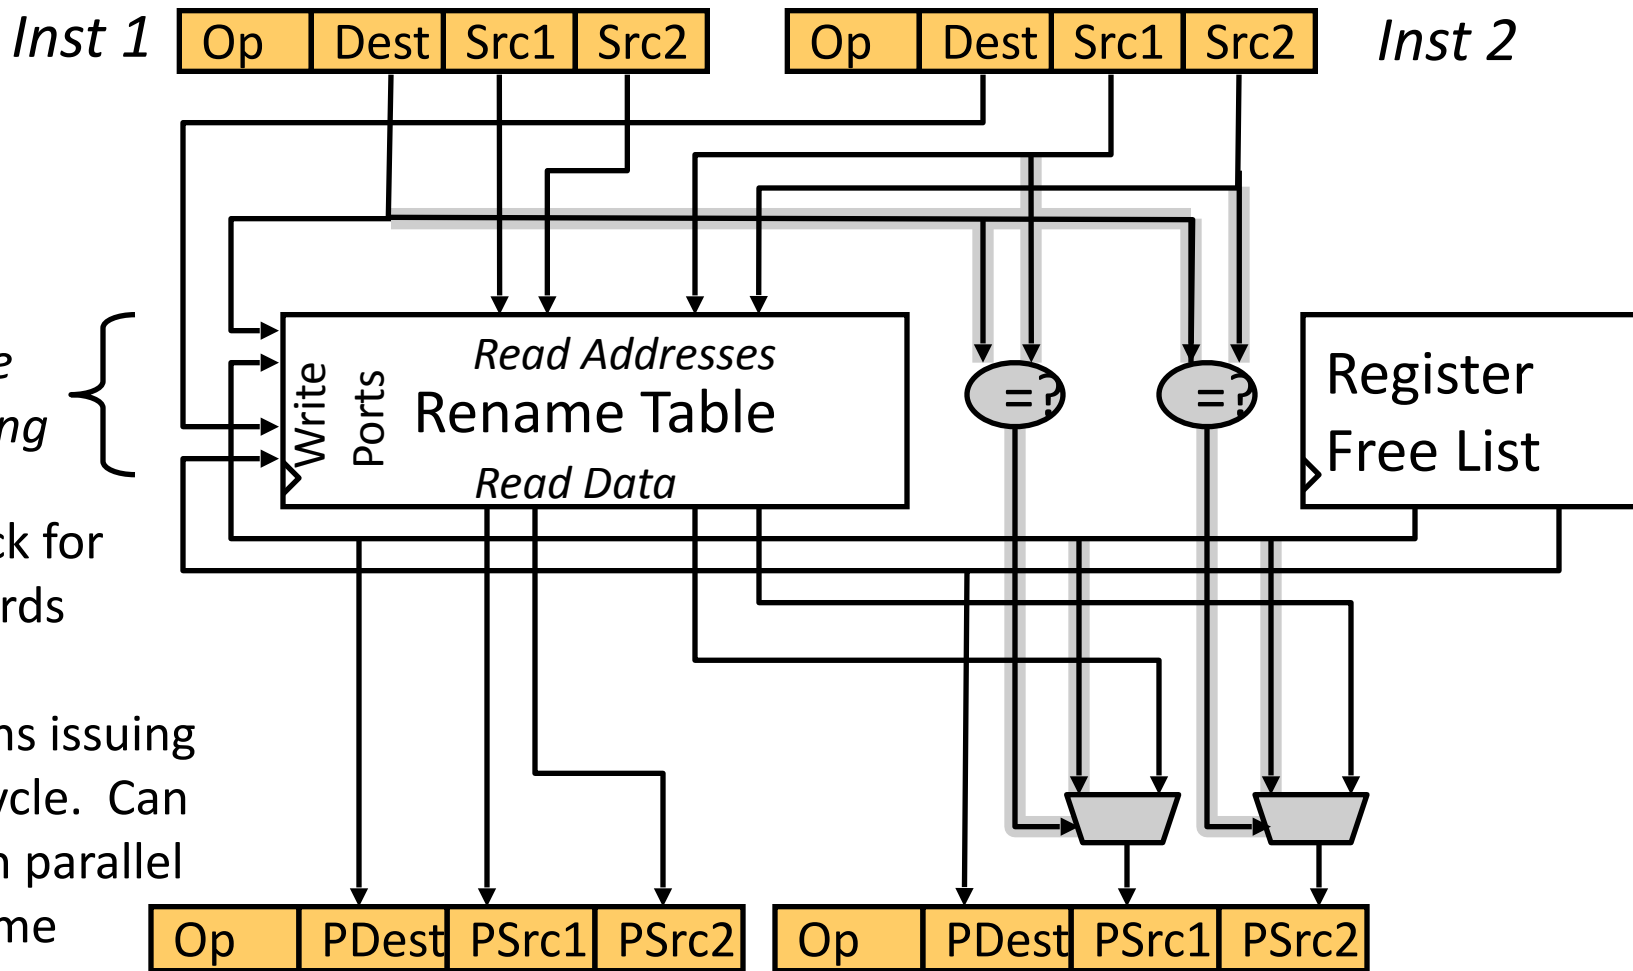 Inst 1 Op Dest Src1 Src2 Op Dest Src1 Src2 Inst 2
Read Addresses
Write
Ports
Rename Table
Read Data
=?
=?
Register
Free List
e
ng
ck for
rds
ns issuing
ycle. Can
n parallel
me
Op PDest PSrc1 PSrc2 Op PDest PSrc1 PSrc2